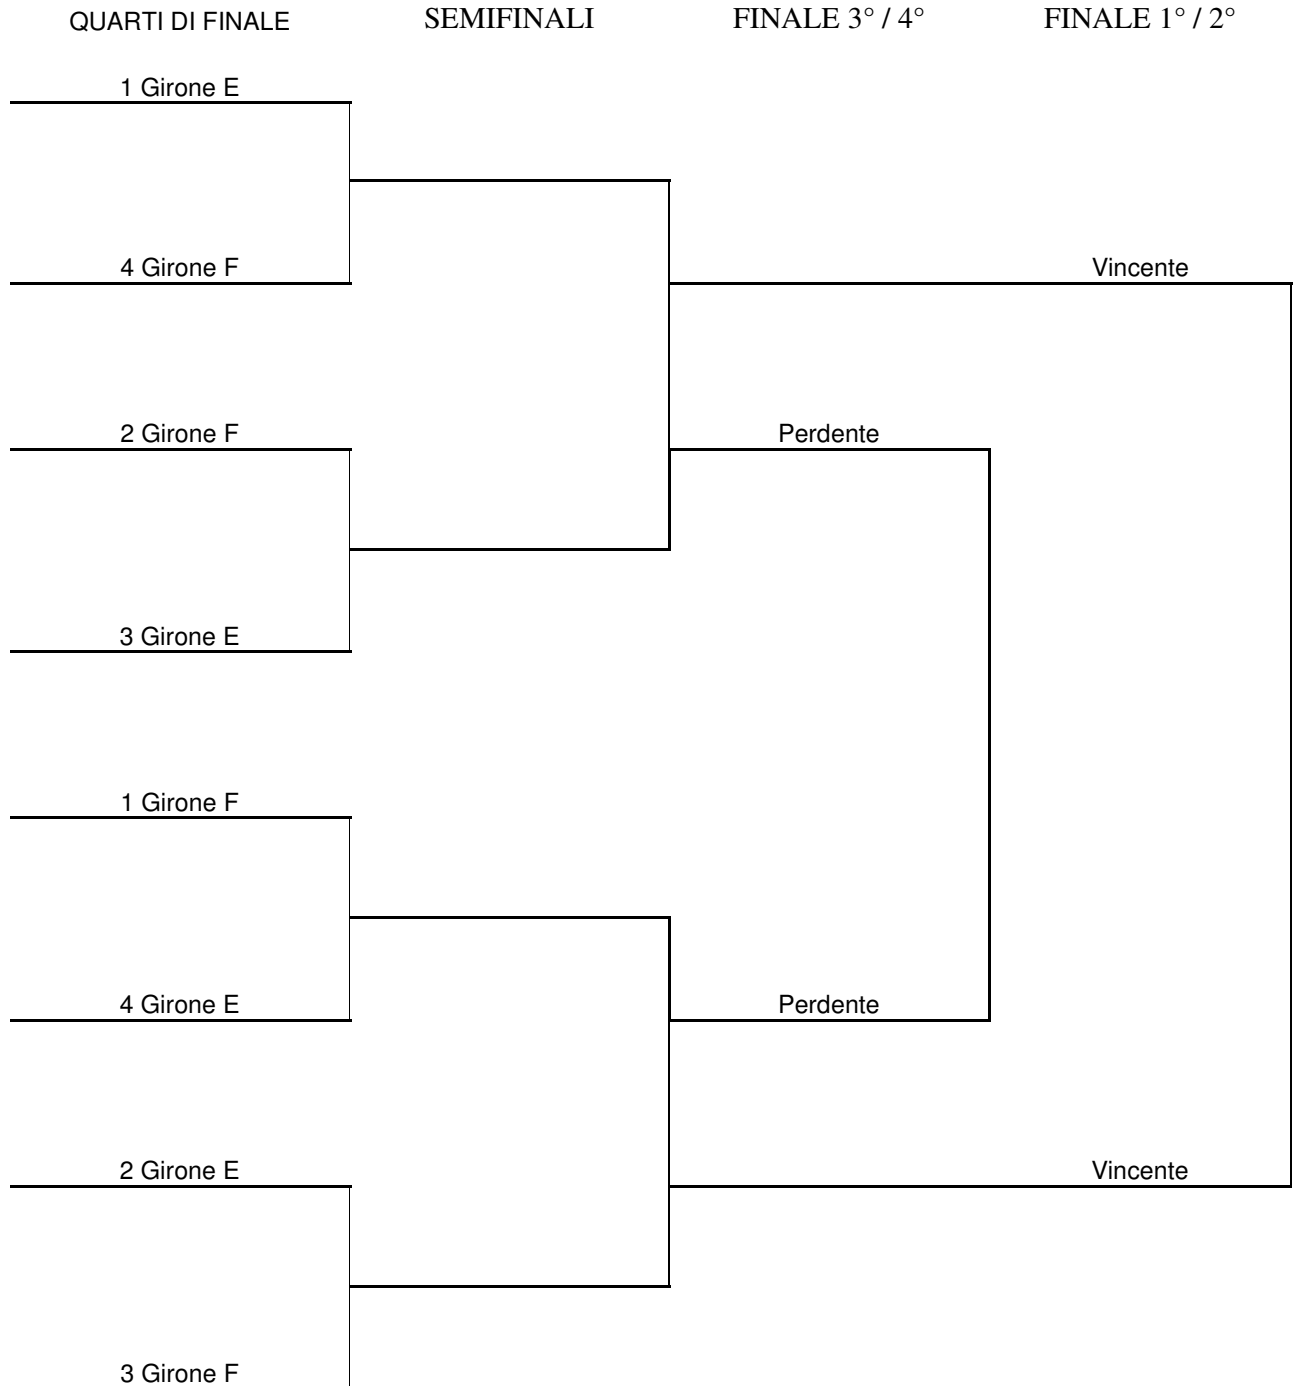 QUARTI DI FINALE SEMIFINALI FINALE 3° / 4° FINALE 1° / 2°
1 Girone E
4 Girone F Vincente
2 Girone F Perdente
3 Girone E
1 Girone F
4 Girone E Perdente
2 Girone E Vincente
3 Girone F